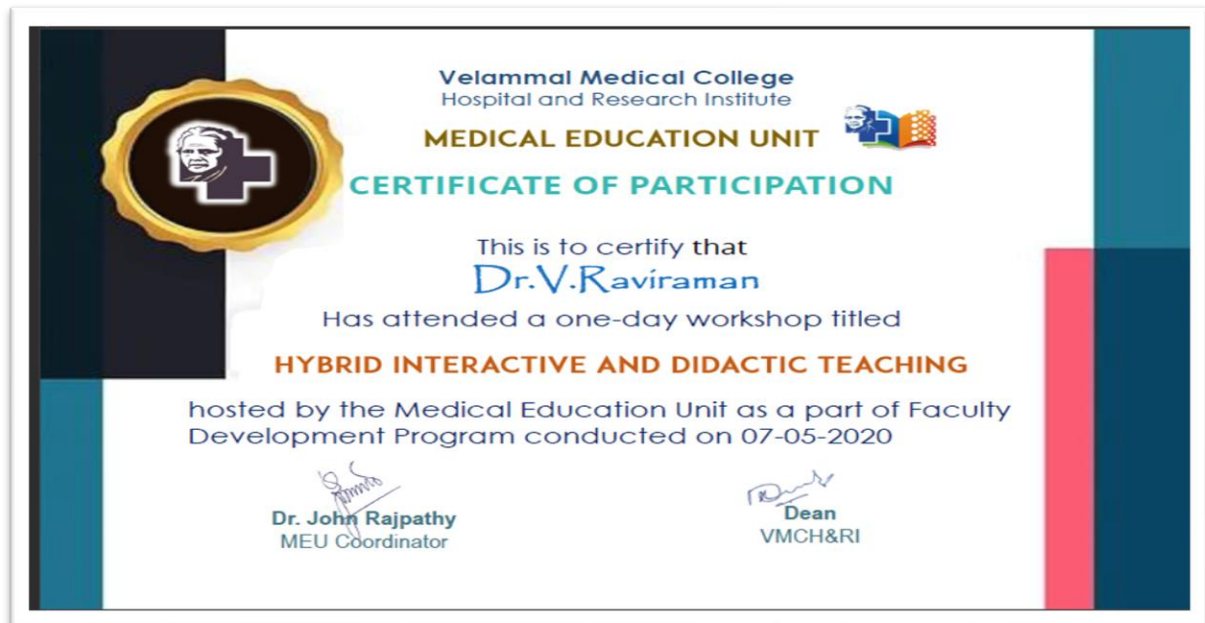 Velammal Medical College
Hospital and Research Institute
MEDICAL EDUCATION UNIT
CERTIFICATE OF PARTICIPATION
This is to certify that
Dr.V.Raviraman
Has attended a one-day workshop titled
HYBRID INTERACTIVE AND DIDACTIC TEACHING
hosted by the Medical Education Unit as a part of Faculty
Development Program conducted on 07-05-2020
Dr. John Rajpathy
MEU Coordinator
Dean
VMCH&RI